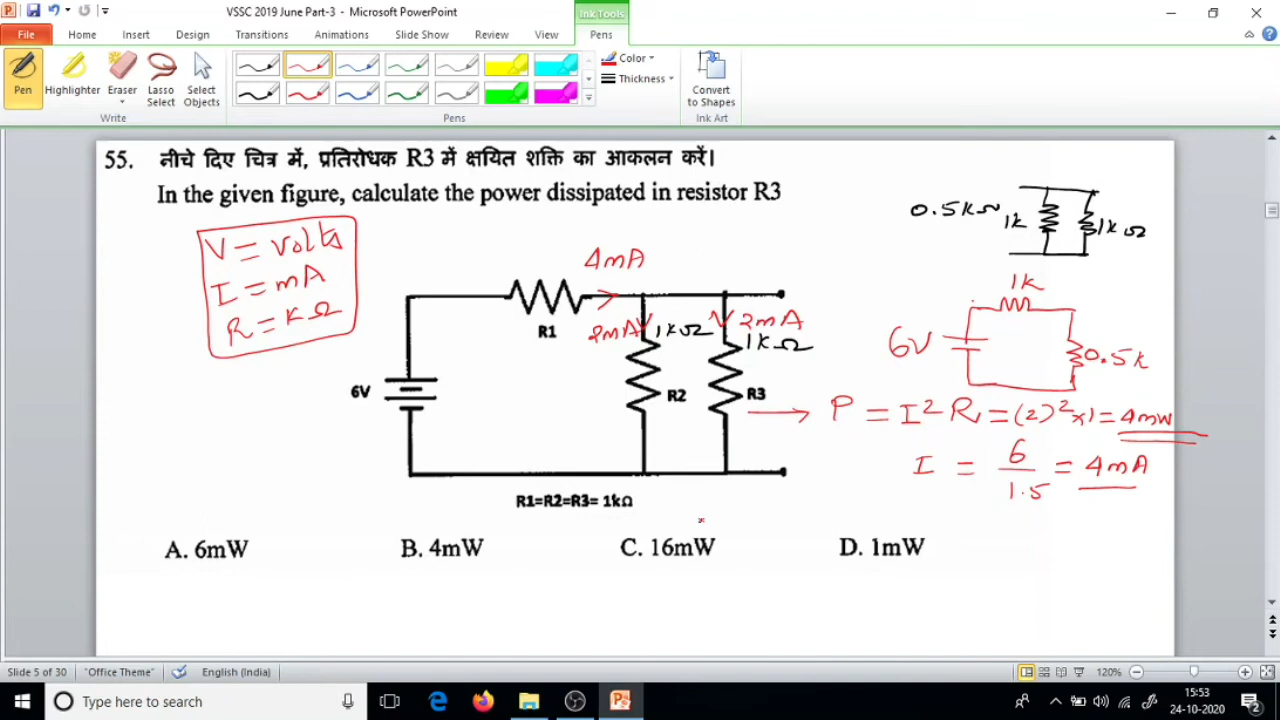 VSSC 2019 June Part-3 - Microsoft PowerPoint
Ink Tools
File Home Insert Design Transitions Animations Slide Show Review View Pens
Pen Highlighter Eraser Lasso Select Select Objects
Color
Thickness
Convert to Shapes
Write Pens Ink Art
55. नीचे दिए चित्र में, प्रतिरोधक R3 में क्षयित शक्ति का आकलन करें।
In the given figure, calculate the power dissipated in resistor R3
V = volts
I = mA
R = kΩ
0.5kΩ 1k 1kΩ
4mA
1k
R1 2mA 1kΩ 2mA 1kΩ
6V 0.5k
6V R2 R3
P = I² R = (2)² x 1 = 4mW
I = 6/1.5 = 4mA
R1=R2=R3= 1kΩ
A. 6mW B. 4mW C. 16mW D. 1mW
Slide 5 of 30 "Office Theme" English (India) 120%
Type here to search
15:53
24-10-2020
2